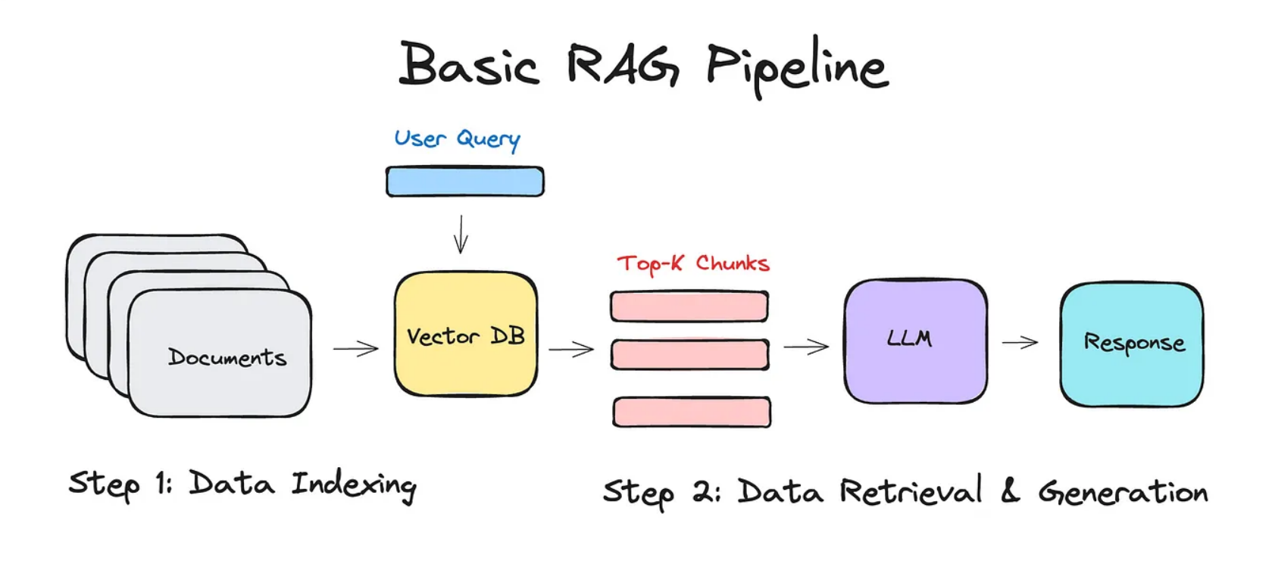 Basic RAG Pipeline
User Query
Top-K Chunks
Documents
Vector DB
LLM
Response
Step 1: Data Indexing
Step 2: Data Retrieval & Generation